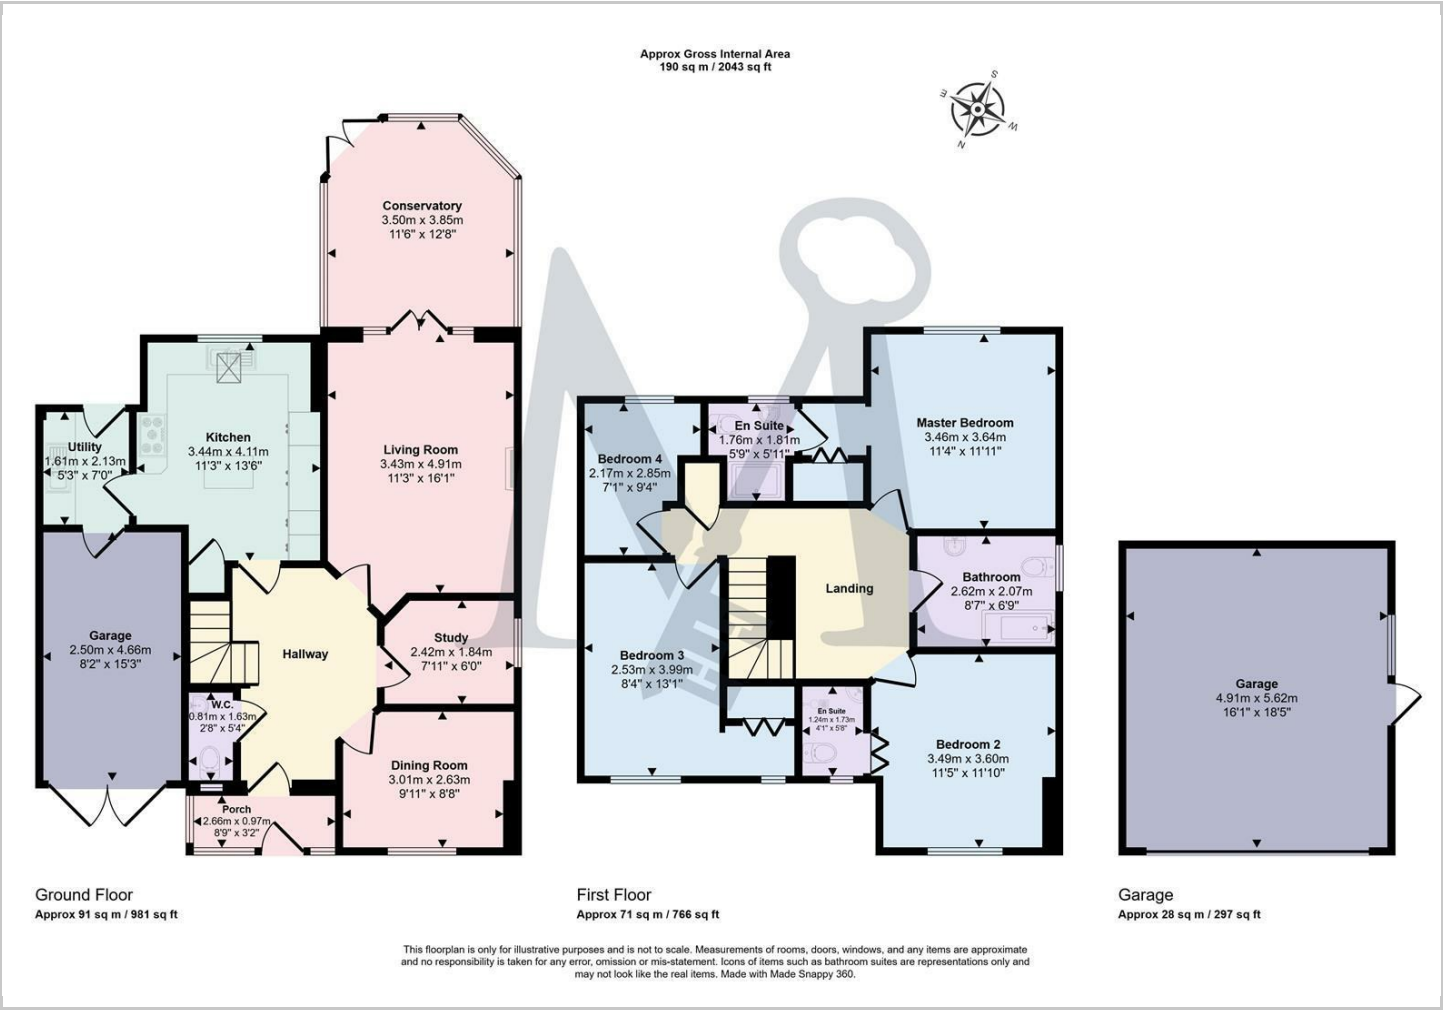 Approx Gross Internal Area
190 sq m / 2043 sq ft
S
E
W
N
Conservatory
3.50m x 3.85m
11'6" x 12'8"
Kitchen
3.44m x 4.11m
11'3" x 13'6"
Utility
1.61m x 2.13m
5'3" x 7'0"
Living Room
3.43m x 4.91m
11'3" x 16'1"
Garage
2.50m x 4.66m
8'2" x 15'3"
Hallway
Study
2.42m x 1.84m
7'11" x 6'0"
W.C.
0.81m x 1.63m
2'8" x 5'4"
Dining Room
3.01m x 2.63m
9'11" x 8'8"
Porch
2.66m x 0.97m
8'9" x 3'2"
Ground Floor
Approx 91 sq m / 981 sq ft
Master Bedroom
3.46m x 3.64m
11'4" x 11'11"
En Suite
1.76m x 1.81m
5'9" x 5'11"
Bedroom 4
2.17m x 2.85m
7'1" x 9'4"
Landing
Bathroom
2.62m x 2.07m
8'7" x 6'9"
Bedroom 3
2.53m x 3.99m
8'4" x 13'1"
En Suite
1.24m x 1.73m
4'1" x 5'8"
Bedroom 2
3.49m x 3.60m
11'5" x 11'10"
First Floor
Approx 71 sq m / 766 sq ft
Garage
4.91m x 5.62m
16'1" x 18'5"
Garage
Approx 28 sq m / 297 sq ft
This floorplan is only for illustrative purposes and is not to scale. Measurements of rooms, doors, windows, and any items are approximate
and no responsibility is taken for any error, omission or mis-statement. Icons of items such as bathroom suites are representations only and
may not look like the real items. Made with Made Snappy 360.